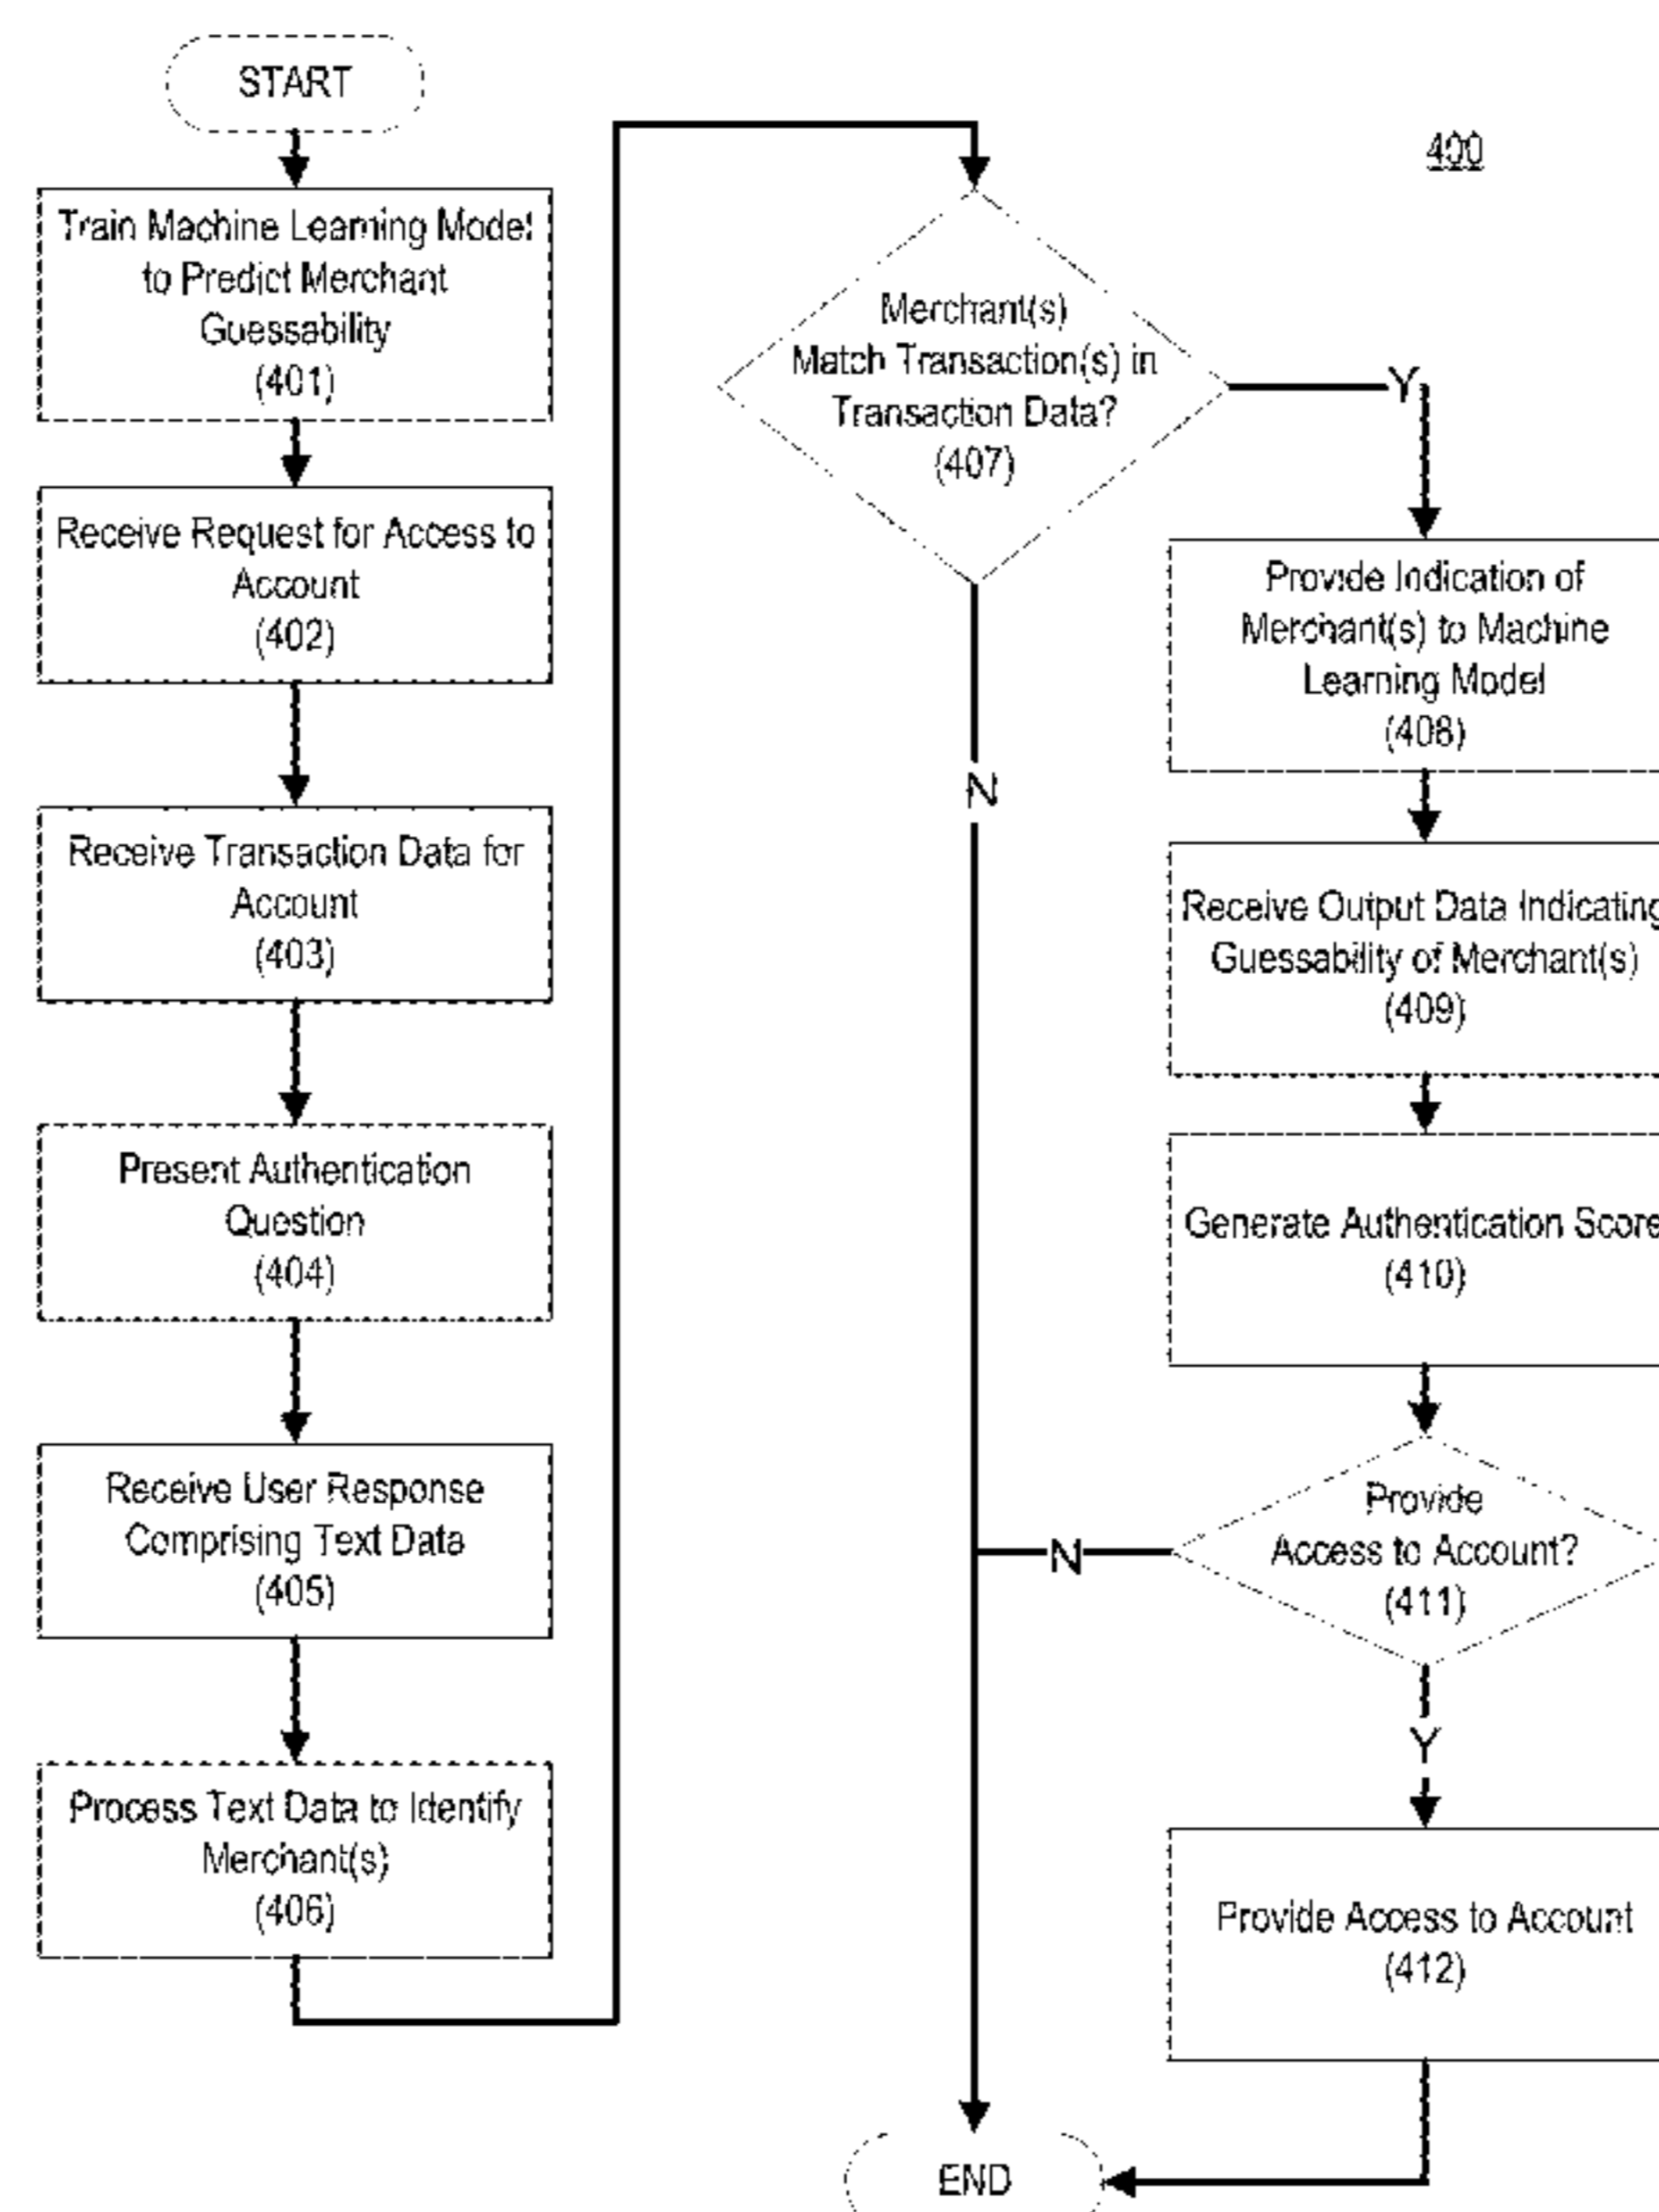 START
Train Machine Learning Model
to Predict Merchant
Guessability
(401)
Receive Request for Access to
Account
(402)
Receive Transaction Data for
Account
(403)
Present Authentication
Question
(404)
Receive User Response
Comprising Text Data
(405)
Process Text Data to Identify
Merchant(s)
(406)
400
Merchant(s)
Match Transaction(s) in
Transaction Data?
(407)
Y
N
Provide Indication of
Merchant(s) to Machine
Learning Model
(408)
Receive Output Data Indicating
Guessability of Merchant(s)
(409)
Generate Authentication Score
(410)
Provide
Access to Account?
(411)
N
Y
Provide Access to Account
(412)
END